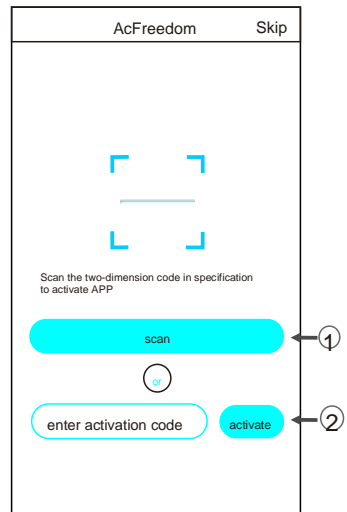 AcFreedom Skip
Scan the two-dimension code in specification
to activate APP
scan
1
or
enter activation code activate
2